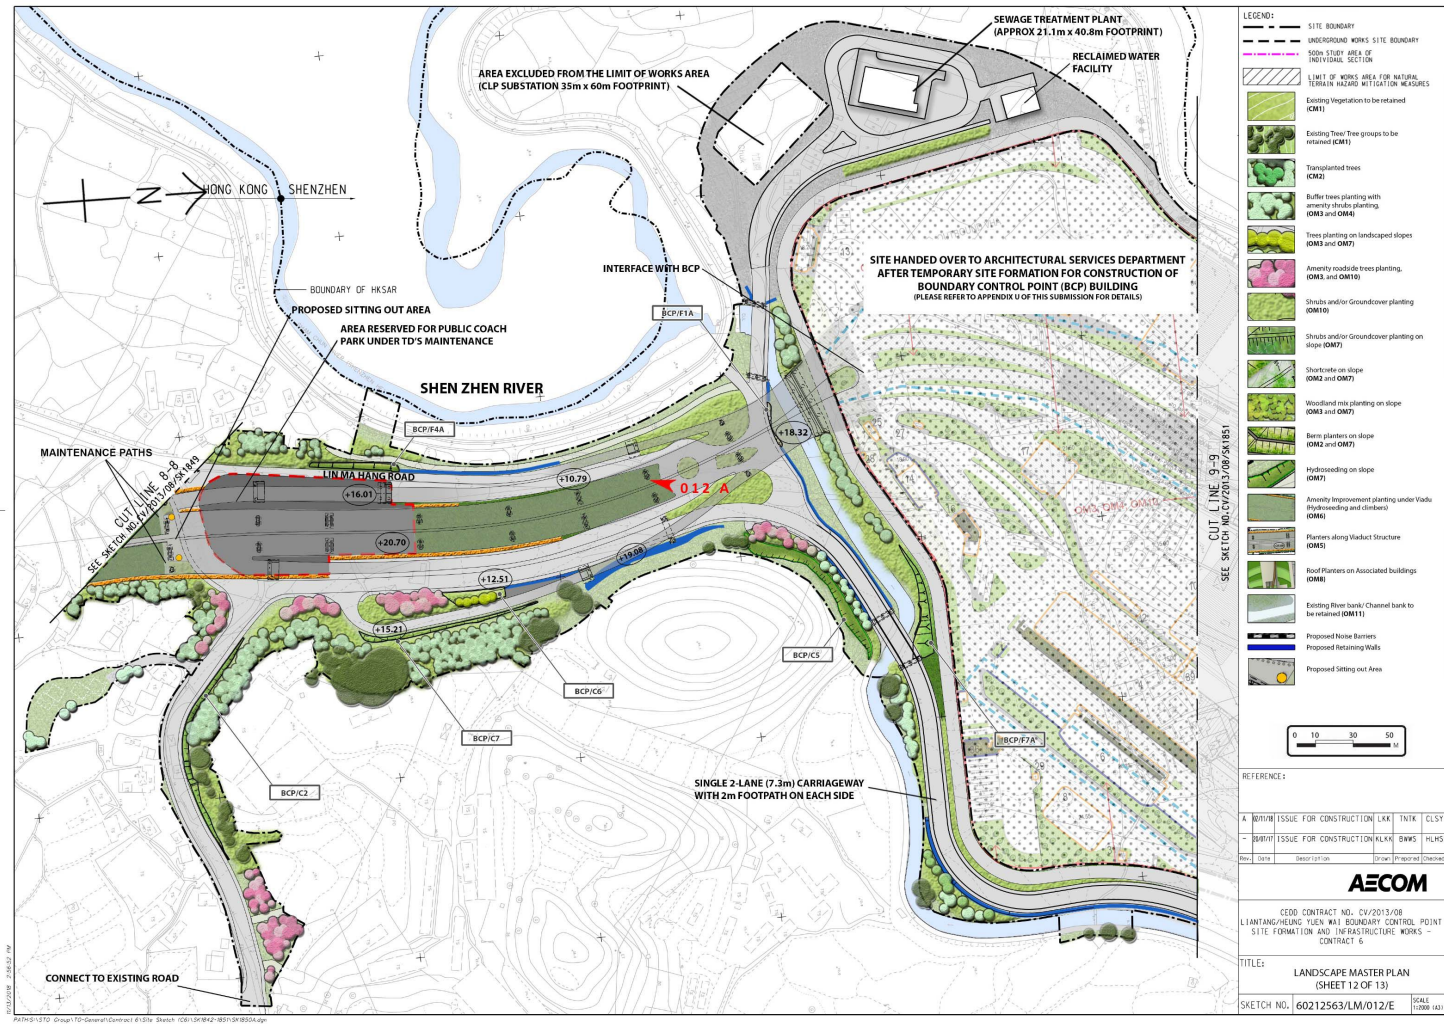 SEWAGE TREATMENT PLANT
(APPROX 21.1m x 40.8m FOOTPRINT)
RECLAIMED WATER
FACILITY
AREA EXCLUDED FROM THE LIMIT OF WORKS AREA
(CLP SUBSTATION 35m x 60m FOOTPRINT)
N
HONG KONG
SHENZHEN
SITE HANDED OVER TO ARCHITECTURAL SERVICES DEPARTMENT
AFTER TEMPORARY SITE FORMATION FOR CONSTRUCTION OF
BOUNDARY CONTROL POINT (BCP) BUILDING
(PLEASE REFER TO APPENDIX U OF THIS SUBMISSION FOR DETAILS)
INTERFACE WITH BCP
BOUNDARY OF HKSAR
PROPOSED SITTING OUT AREA
BCP/F1A
AREA RESERVED FOR PUBLIC COACH
PARK UNDER TD'S MAINTENANCE
SHEN ZHEN RIVER
BCP/F4A
+18.32
MAINTENANCE PATHS
CUT/LINE 8-8
SEE SKETCH NO.CV/2013/08/SK1849
LIN MA HANG ROAD
+16.01
+10.79
012 A
CUT LINE 9-9
SEE SKETCH NO.CV/2013/08/SK1851
OM3, OM4, OM10
+20.70
+19.08
+12.51
+15.21
BCP/C5
BCP/C6
BCP/C7
BCP/F7A
BCP/C2
SINGLE 2-LANE (7.3m) CARRIAGEWAY
WITH 2m FOOTPATH ON EACH SIDE
CONNECT TO EXISTING ROAD
LEGEND:
SITE BOUNDARY
UNDERGROUND WORKS SITE BOUNDARY
500m STUDY AREA OF
INDIVIDAUL SECTION
LIMIT OF WORKS AREA FOR NATURAL
TERRAIN HAZARD MITIGATION MEASURES
Existing Vegetation to be retained
(CM1)
Existing Tree/ Tree groups to be
retained (CM1)
Transplanted trees
(CM2)
Buffer trees planting with
amenity shrubs planting,
(OM3 and OM4)
Trees planting on landscaped slopes
(OM3 and OM7)
Amenity roadside trees planting,
(OM3, and OM10)
Shrubs and/or Groundcover planting
(OM10)
Shrubs and/or Groundcover planting on
slope (OM7)
Shortcrete on slope
(OM2 and OM7)
Woodland mix planting on slope
(OM3 and OM7)
Berm planters on slope
(OM2 and OM7)
Hydroseeding on slope
(OM7)
Amenity Improvement planting under Viadu
(Hydroseeding and climbers)
(OM6)
Planters along Viaduct Structure
(OM5)
Roof Planters on Associated buildings
(OM8)
Existing River bank/ Channel bank to
be retained (OM11)
Proposed Noise Barriers
Proposed Retaining Walls
Proposed Sitting out Area
0 10 30 50
M
REFERENCE:
A 02/11/18 ISSUE FOR CONSTRUCTION LKK TNTK CLSY
- 20/07/17 ISSUE FOR CONSTRUCTION KLKK BWWS HLHS
Rev. Date Description Drawn Prepared Checked
AECOM
CEDD CONTRACT NO. CV/2013/08
LIANTANG/HEUNG YUEN WAI BOUNDARY CONTROL POINT
SITE FORMATION AND INFRASTRUCTURE WORKS -
CONTRACT 6
TITLE:
LANDSCAPE MASTER PLAN
(SHEET 12 OF 13)
SKETCH NO. 60212563/LM/012/E
SCALE
1:2000 (A3)